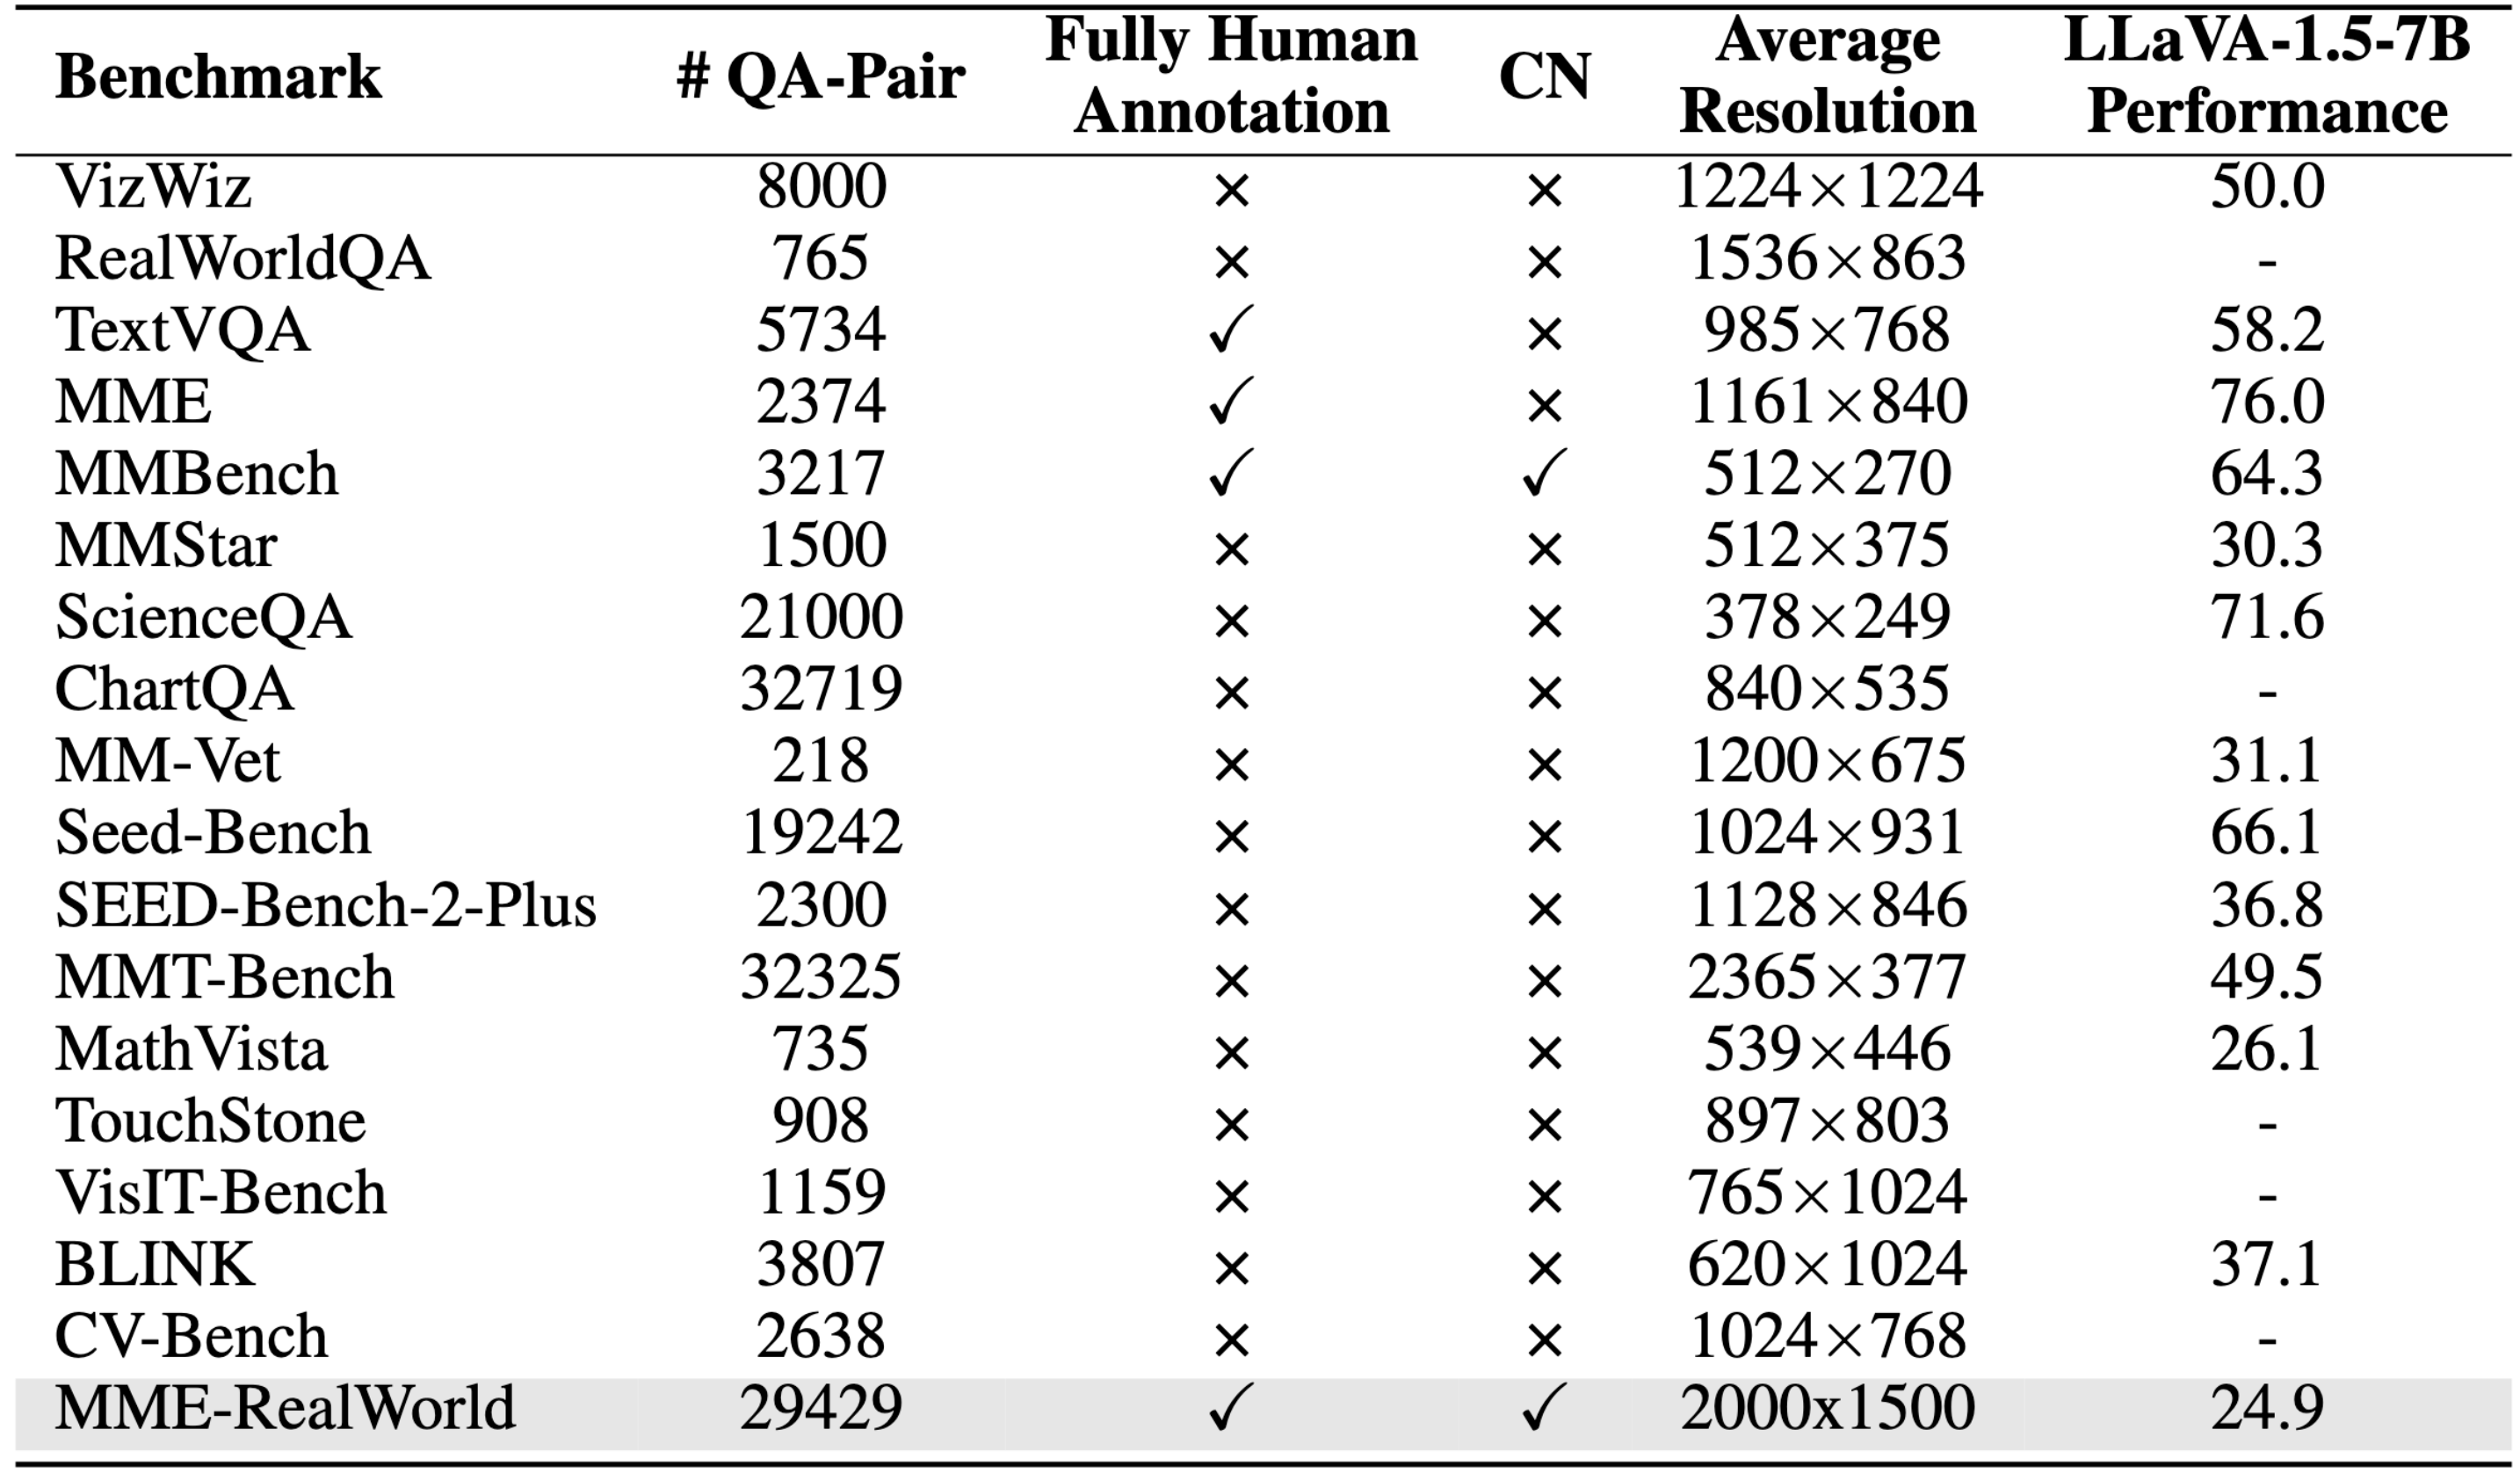 Benchmark # QA-Pair Fully Human Annotation CN Average Resolution LLaVA-1.5-7B Performance
VizWiz 8000 × × 1224×1224 50.0
RealWorldQA 765 × × 1536×863 -
TextVQA 5734 ✓ × 985×768 58.2
MME 2374 ✓ × 1161×840 76.0
MMBench 3217 ✓ ✓ 512×270 64.3
MMStar 1500 × × 512×375 30.3
ScienceQA 21000 × × 378×249 71.6
ChartQA 32719 × × 840×535 -
MM-Vet 218 × × 1200×675 31.1
Seed-Bench 19242 × × 1024×931 66.1
SEED-Bench-2-Plus 2300 × × 1128×846 36.8
MMT-Bench 32325 × × 2365×377 49.5
MathVista 735 × × 539×446 26.1
TouchStone 908 × × 897×803 -
VisIT-Bench 1159 × × 765×1024 -
BLINK 3807 × × 620×1024 37.1
CV-Bench 2638 × × 1024×768 -
MME-RealWorld 29429 ✓ ✓ 2000x1500 24.9